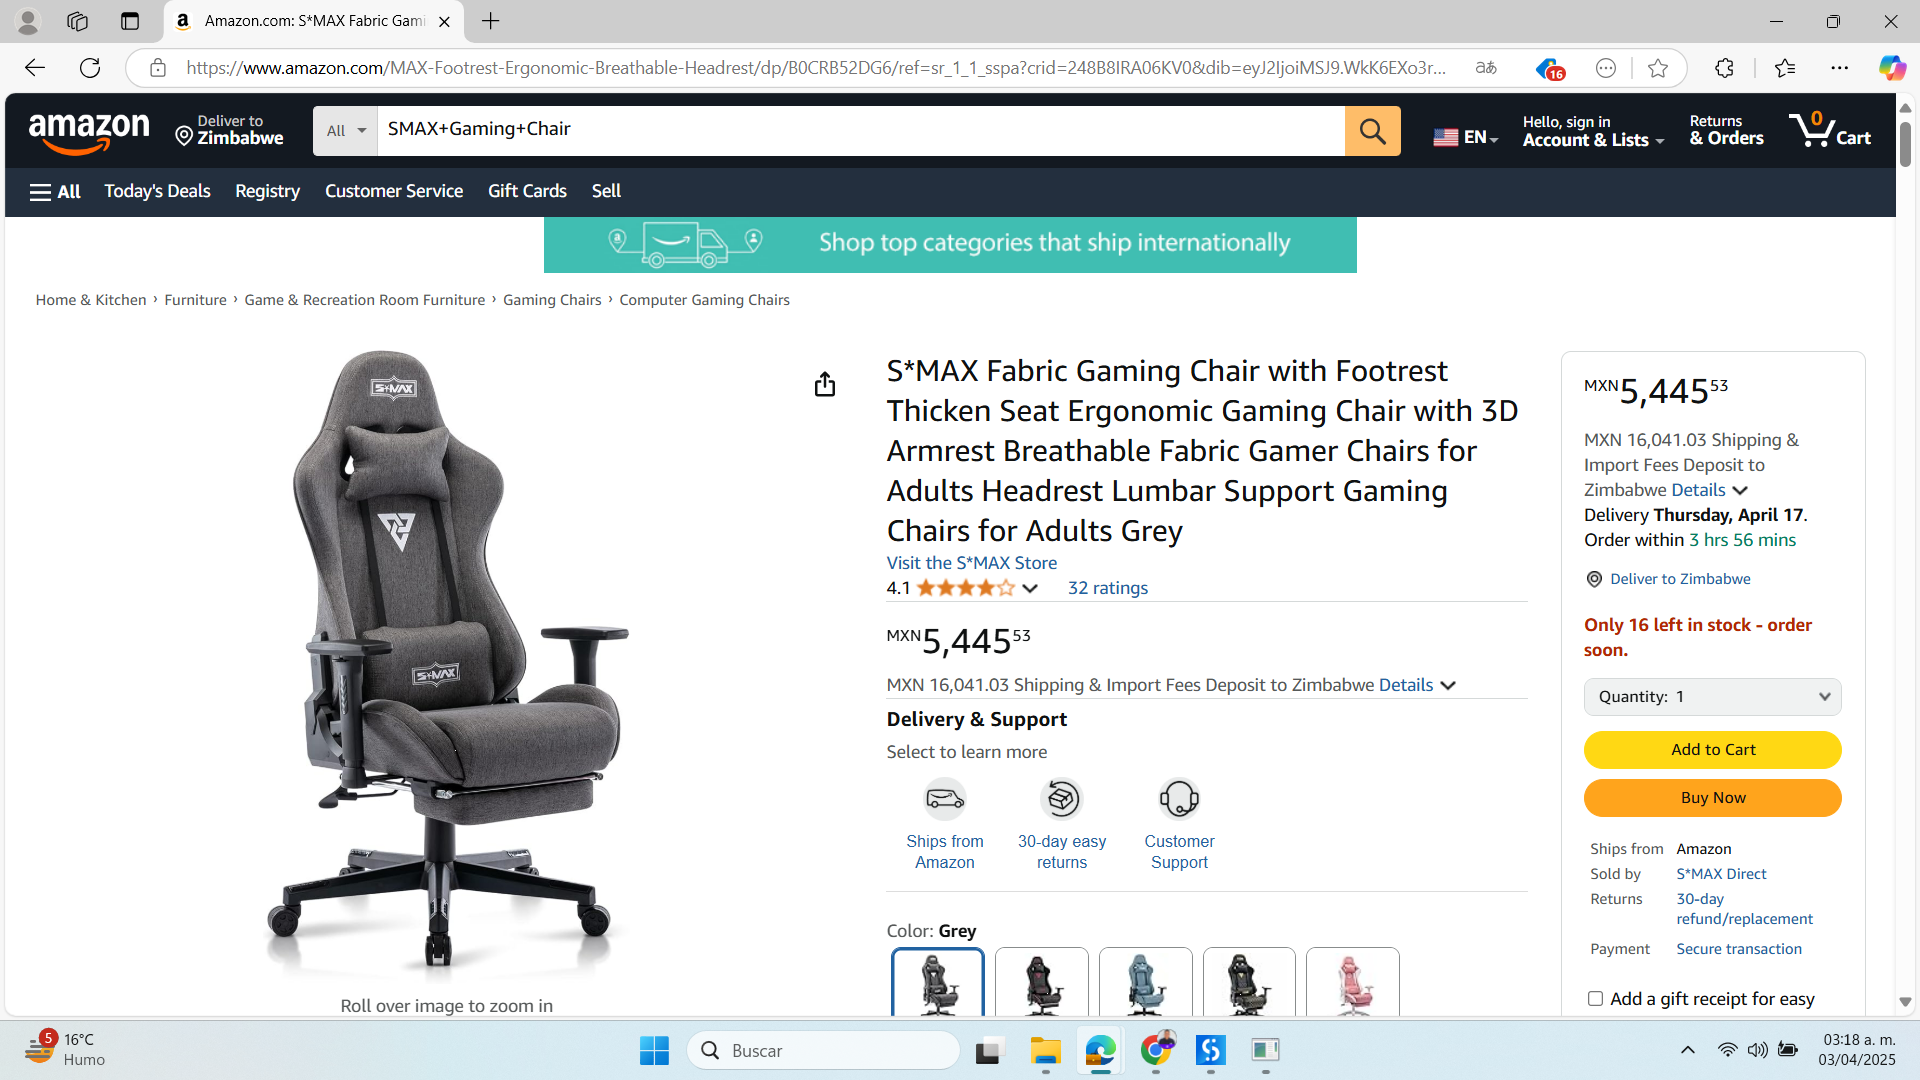 Amazon.com: S*MAX Fabric Gami
https://www.amazon.com/MAX-Footrest-Ergonomic-Breathable-Headrest/dp/B0CRB52DG6/ref=sr_1_1_sspa?crid=248B8IRA06KV0&dib=eyJ2IjoiMSJ9.WkK6EXo3r...
aあ
16
amazon
Deliver to
Zimbabwe
All
SMAX+Gaming+Chair
EN
Hello, sign in
Account & Lists
Returns
& Orders
0
Cart
All
Today's Deals
Registry
Customer Service
Gift Cards
Sell
Shop top categories that ship internationally
Home & Kitchen › Furniture › Game & Recreation Room Furniture › Gaming Chairs › Computer Gaming Chairs
S*MAX
S*MAX
Roll over image to zoom in
S*MAX Fabric Gaming Chair with Footrest
Thicken Seat Ergonomic Gaming Chair with 3D
Armrest Breathable Fabric Gamer Chairs for
Adults Headrest Lumbar Support Gaming
Chairs for Adults Grey
Visit the S*MAX Store
4.1
32 ratings
MXN 5,445 53
MXN 16,041.03 Shipping & Import Fees Deposit to Zimbabwe Details
Delivery & Support
Select to learn more
Ships from
Amazon
30-day easy
returns
Customer
Support
Color: Grey
MXN 5,445 53
MXN 16,041.03 Shipping &
Import Fees Deposit to
Zimbabwe Details
Delivery Thursday, April 17.
Order within 3 hrs 56 mins
Deliver to Zimbabwe
Only 16 left in stock - order
soon.
Quantity: 1
Add to Cart
Buy Now
Ships from Amazon
Sold by S*MAX Direct
Returns 30-day
refund/replacement
Payment Secure transaction
Add a gift receipt for easy
5
16°C
Humo
Buscar
03:18 a. m.
03/04/2025